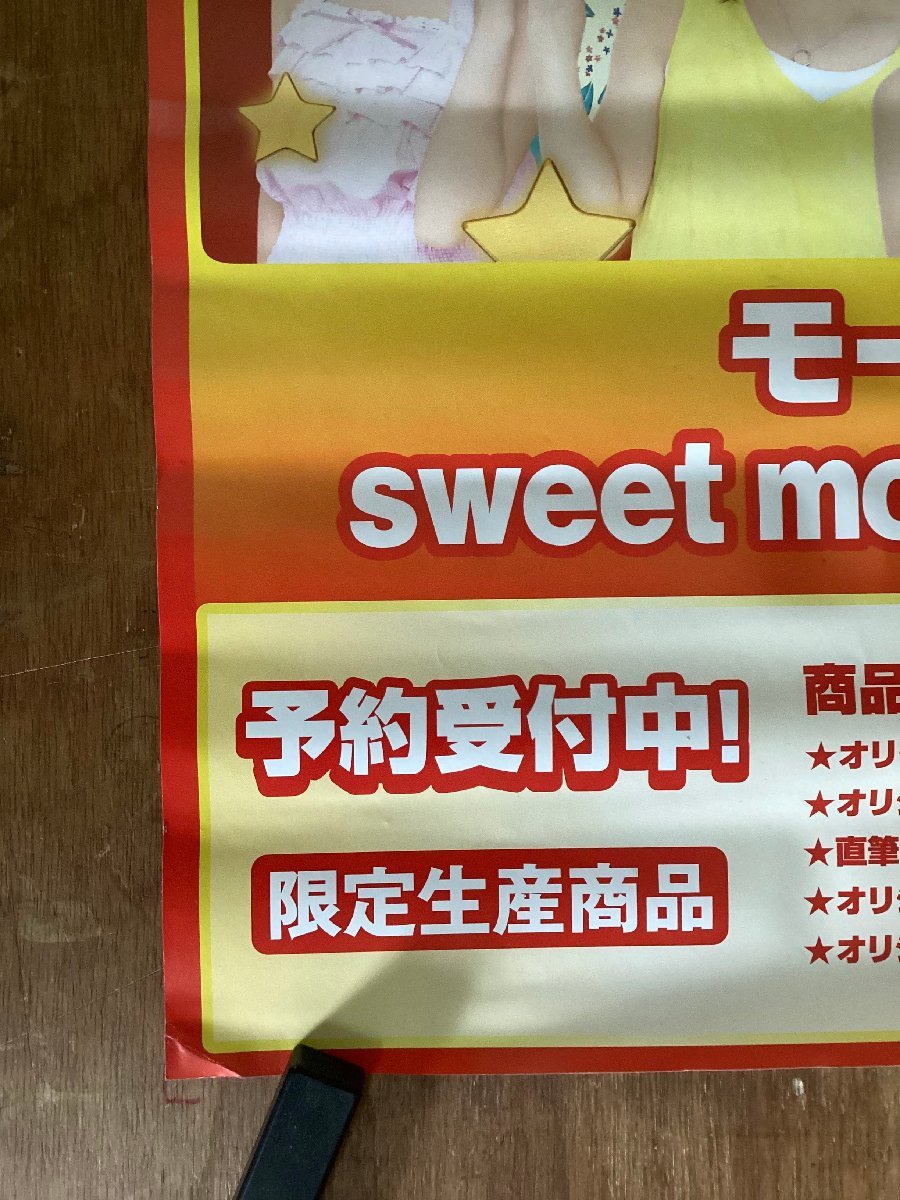 モー
sweet mo
予約受付中!
限定生産商品
商品
★オリ
★オリ
★直筆
★オリ
★オリ